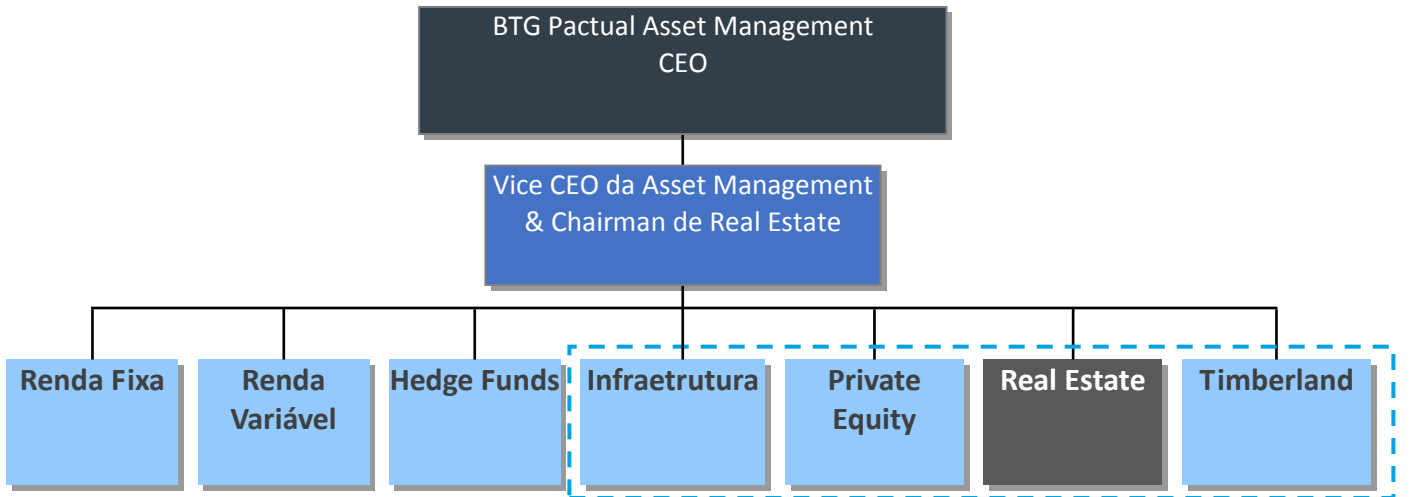 BTG Pactual Asset Management
CEO
Vice CEO da Asset Management
& Chairman de Real Estate
Renda Fixa
Renda
Variável
Hedge Funds
Infraetrutura
Private
Equity
Real Estate
Timberland